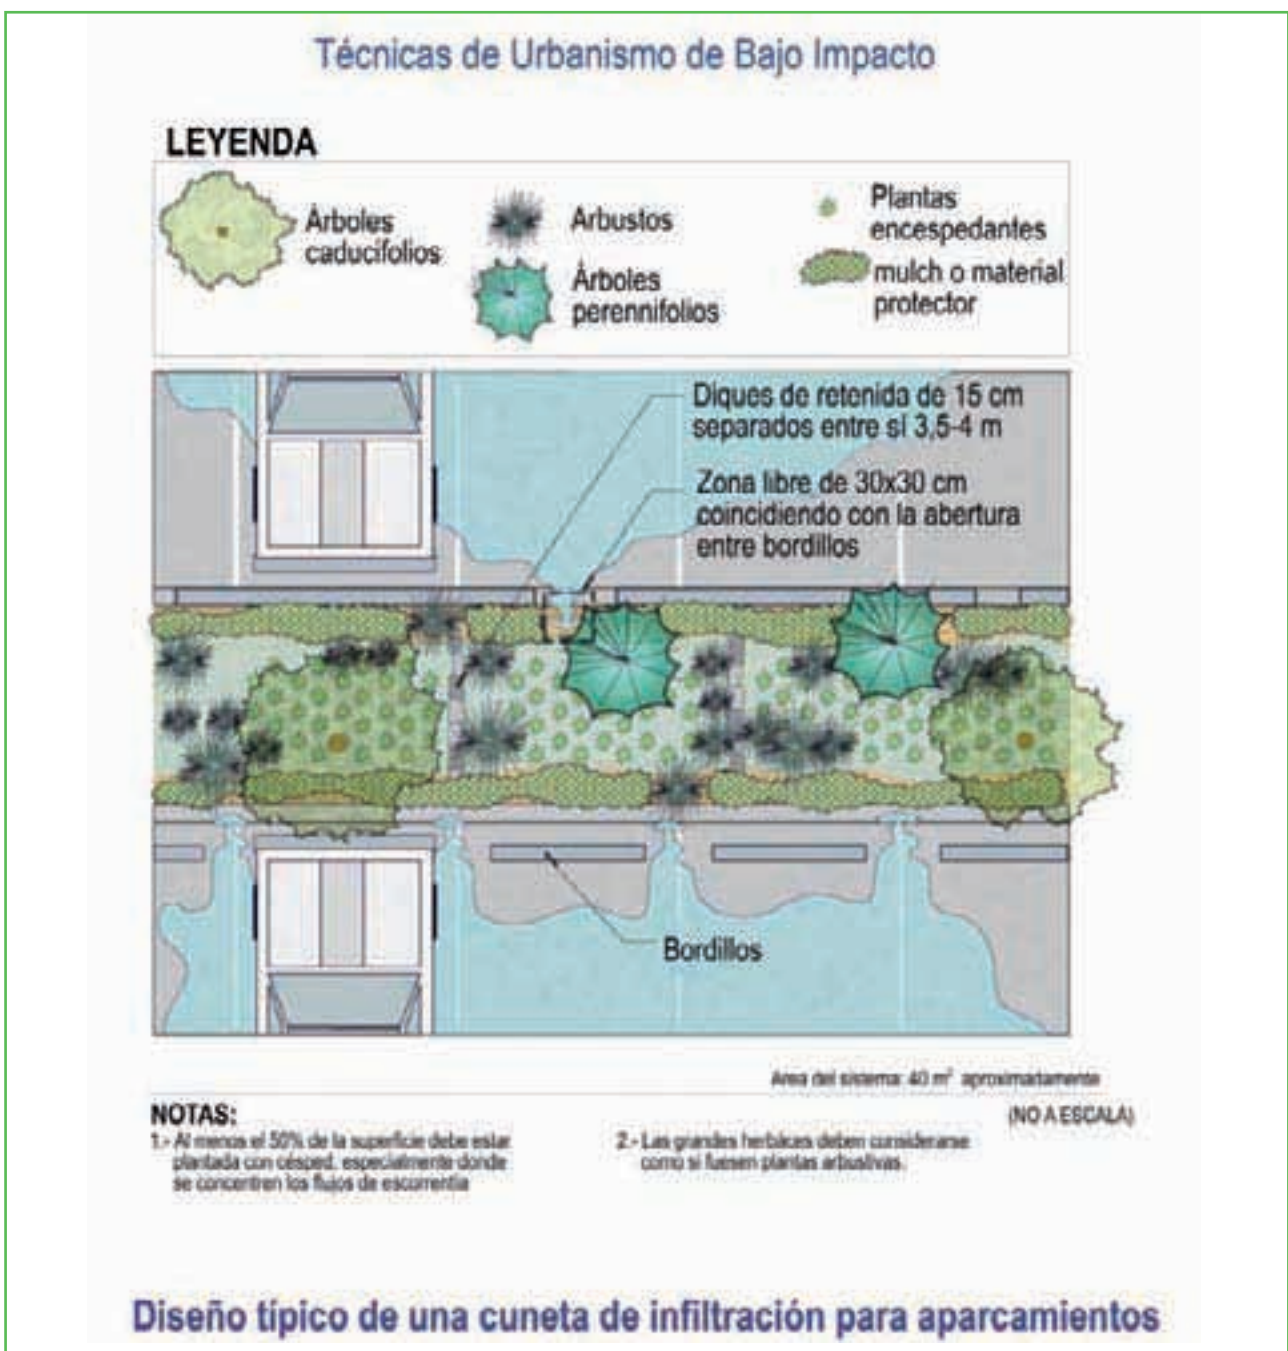 Técnicas de Urbanismo de Bajo Impacto
LEYENDA
Árboles
caducifolios
Arbustos
Árboles
perennifolios
Plantas
encespedantes
mulch o material
protector
Diques de retenida de 15 cm
separados entre sí 3,5-4 m
Zona libre de 30x30 cm
coincidiendo con la abertura
entre bordillos
Bordillos
Area del sistema: 40 m² aproximadamente
(NO A ESCALA)
NOTAS:
1.- Al menos el 50% de la superficie debe estar
plantada con césped, especialmente donde
se concentren los flujos de escorrentía
2.- Las grandes herbáces deben considerarse
como si fuesen plantas arbustivas.
Diseño típico de una cuneta de infiltración para aparcamientos